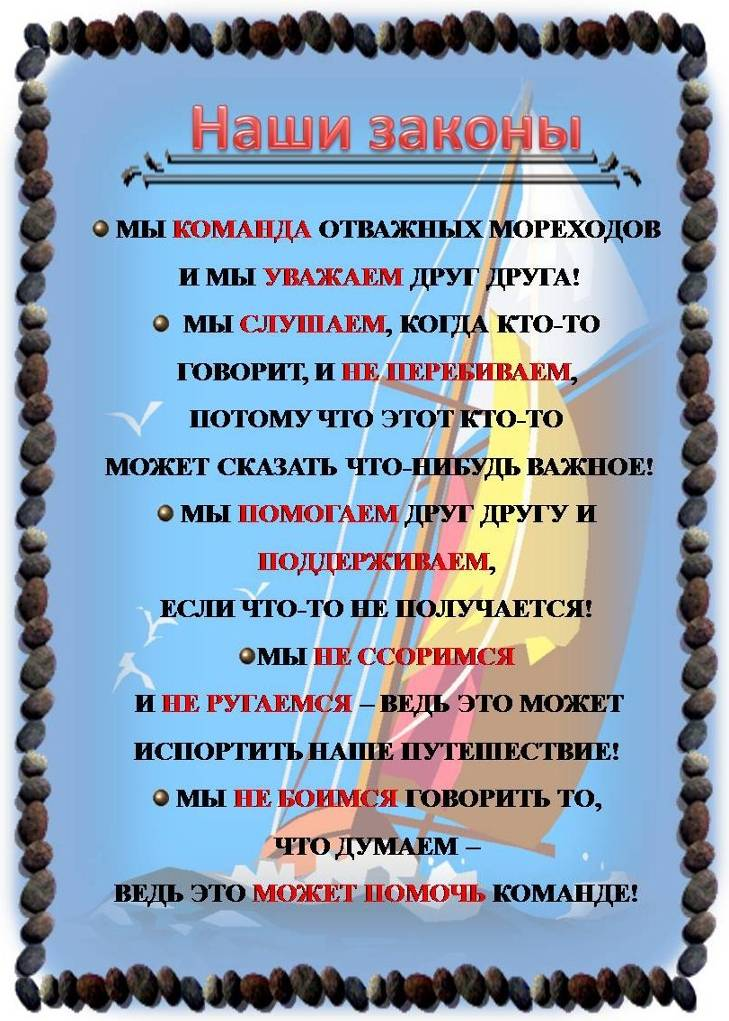 Наши законы
МЫ КОМАНДА ОТВАЖНЫХ МОРЕХОДОВ
И МЫ УВАЖАЕМ ДРУГ ДРУГА!
МЫ СЛУШАЕМ, КОГДА КТО-ТО
ГОВОРИТ, И НЕ ПЕРЕБИВАЕМ,
ПОТОМУ ЧТО ЭТОТ КТО-ТО
МОЖЕТ СКАЗАТЬ ЧТО-НИБУДЬ ВАЖНОЕ!
МЫ ПОМОГАЕМ ДРУГ ДРУГУ И
ПОДДЕРЖИВАЕМ,
ЕСЛИ ЧТО-ТО НЕ ПОЛУЧАЕТСЯ!
МЫ НЕ ССОРИМСЯ
И НЕ РУГАЕМСЯ – ВЕДЬ ЭТО МОЖЕТ
ИСПОРТИТЬ НАШЕ ПУТЕШЕСТВИЕ!
МЫ НЕ БОИМСЯ ГОВОРИТЬ ТО,
ЧТО ДУМАЕМ –
ВЕДЬ ЭТО МОЖЕТ ПОМОЧЬ КОМАНДЕ!